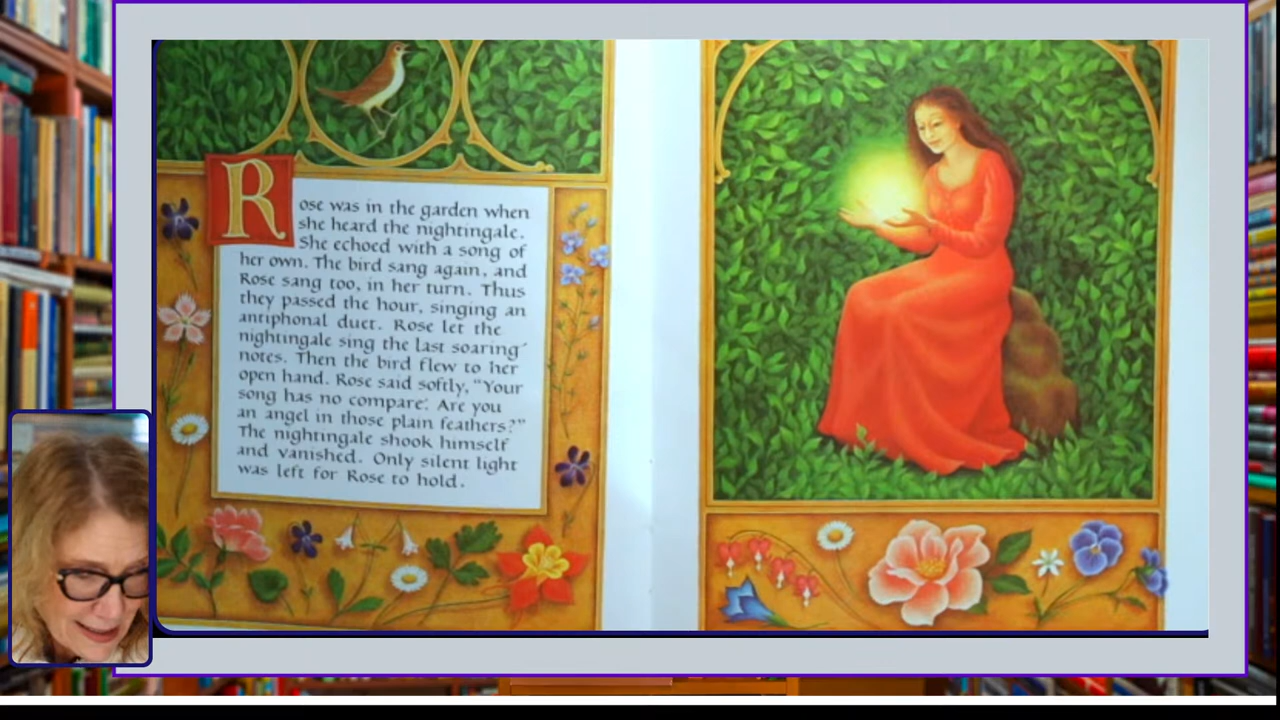 Rose was in the garden when
she heard the nightingale.
She echoed with a song of
her own. The bird sang again, and
Rose sang too, in her turn. Thus
they passed the hour, singing an
antiphonal duet. Rose let the
nightingale sing the last soaring
notes. Then the bird flew to her
open hand. Rose said softly, "Your
song has no compare. Are you
an angel in those plain feathers?"
The nightingale shook himself
and vanished. Only silent light
was left for Rose to hold.